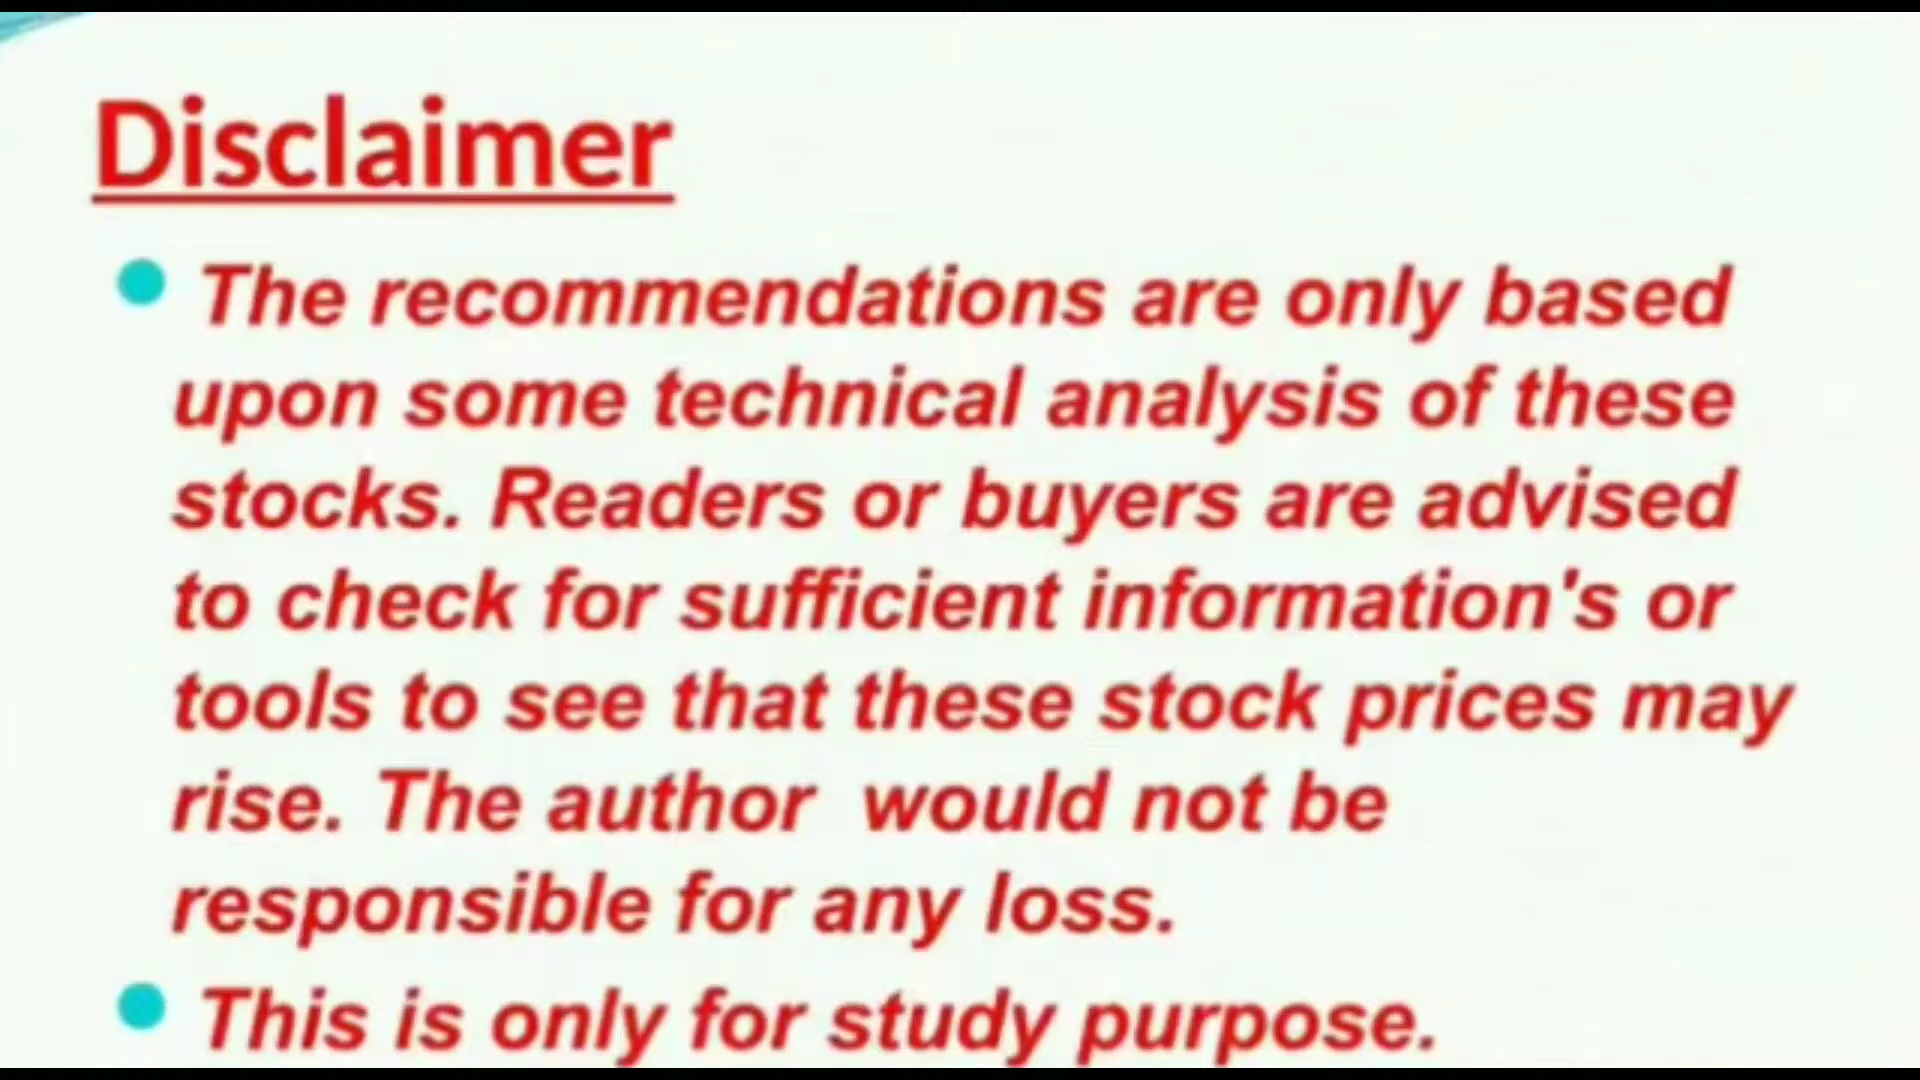 Disclaimer
The recommendations are only based
upon some technical analysis of these
stocks. Readers or buyers are advised
to check for sufficient information's or
tools to see that these stock prices may
rise. The author would not be
responsible for any loss.
This is only for study purpose.